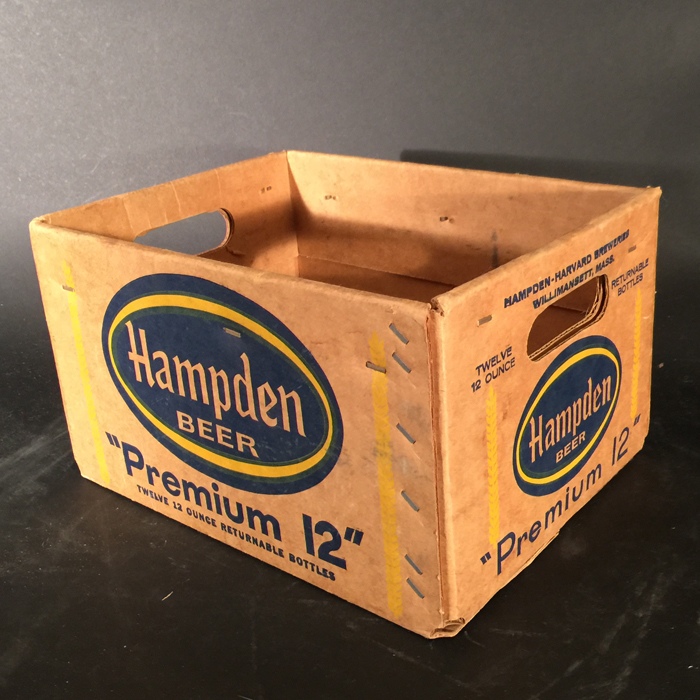 Hampden
BEER
"Premium 12"
TWELVE 12 OUNCE RETURNABLE BOTTLES
HAMPDEN-HARVARD BREWERIES
WILLIMANSETT, MASS.
RETURNABLE
BOTTLES
TWELVE
12 OUNCE
Hampden
BEER
"Premium 12"